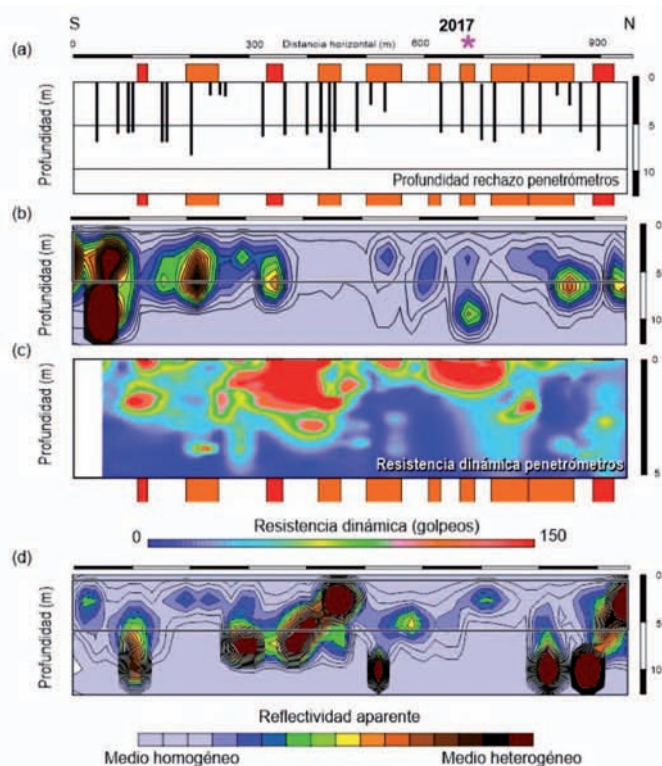 S 2017 N
(a)
0 300 Distancia horizontal (m) 600 900
Profundidad (m)
0
5
10
Profundidad rechazo penetrómetros
(b)
Profundidad (m)
0
5
10
(c)
Profundidad (m)
0
5
Resistencia dinámica penetrómetros
Resistencia dinámica (golpeos)
0 150
(d)
Profundidad (m)
0
5
10
Reflectividad aparente
Medio homogéneo Medio heterogéneo